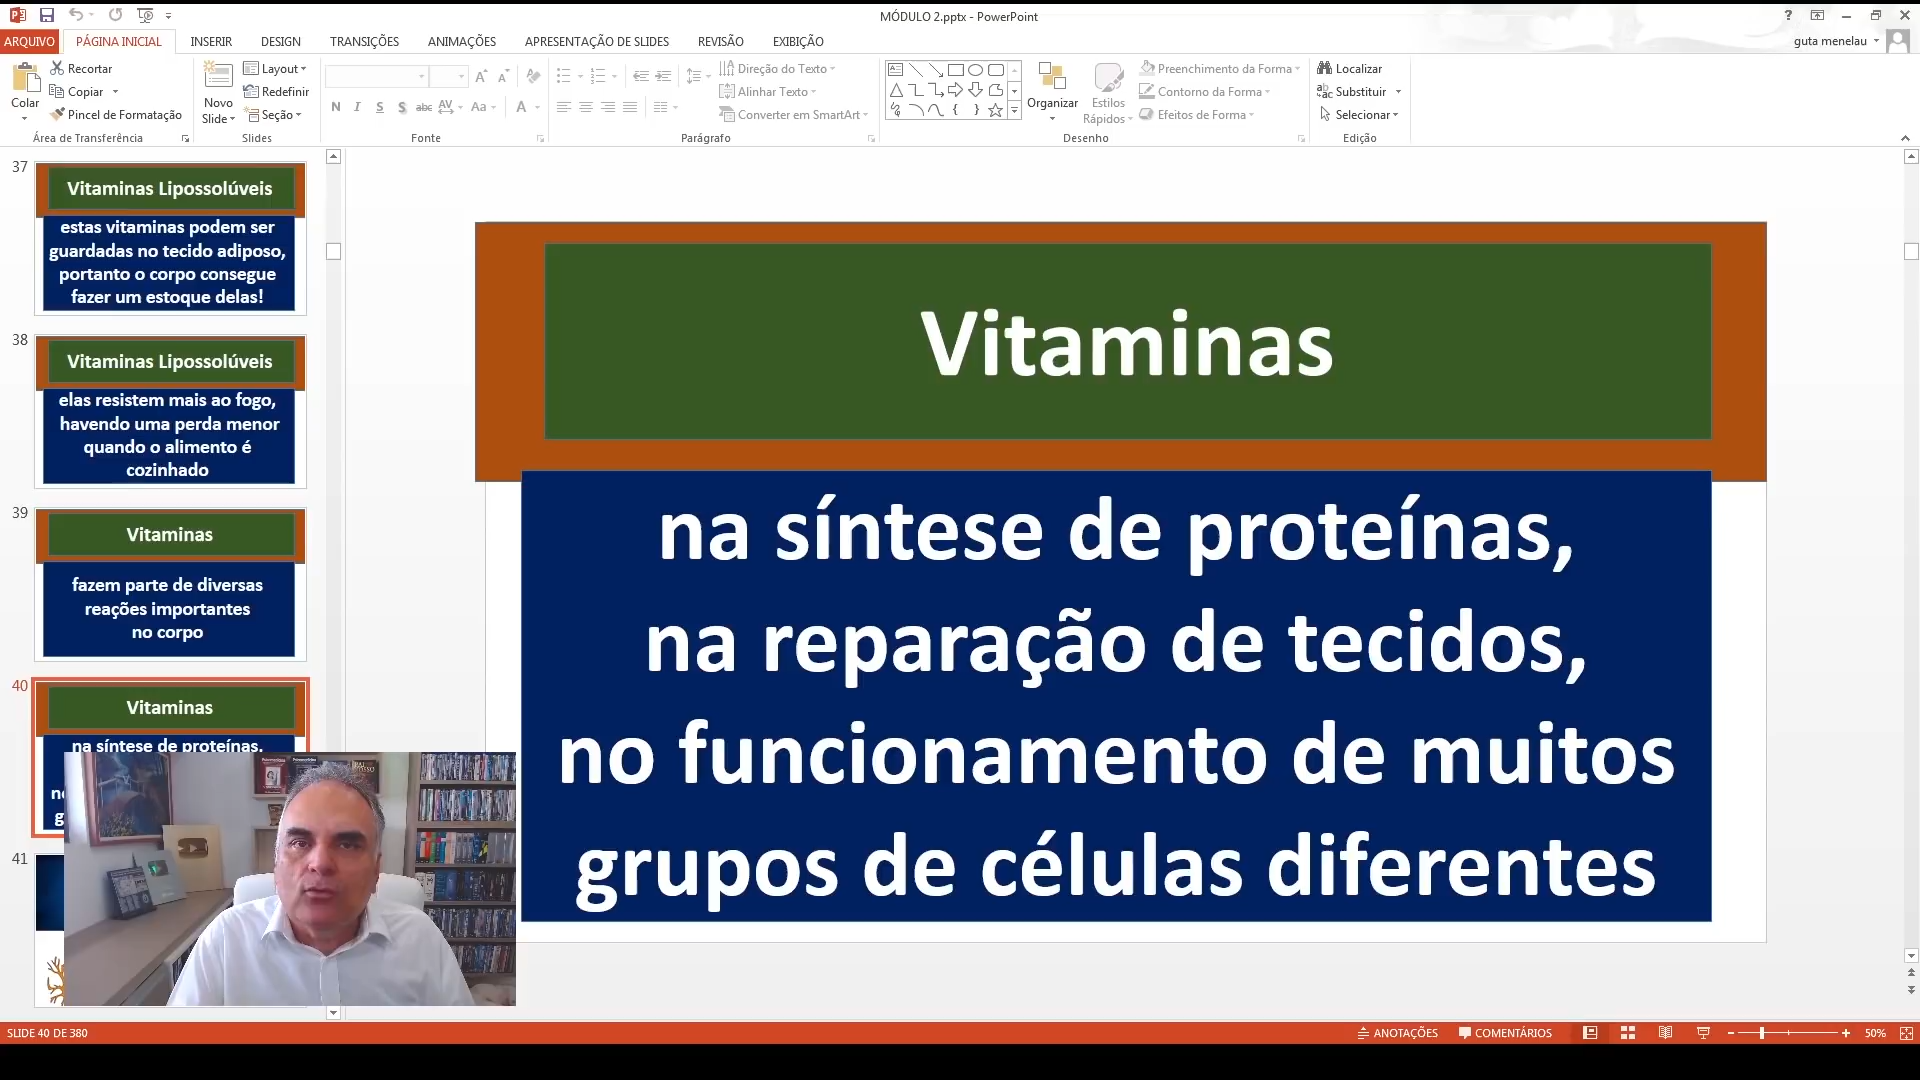 MÓDULO 2.pptx - PowerPoint
ARQUIVO PÁGINA INICIAL INSERIR DESIGN TRANSIÇÕES ANIMAÇÕES APRESENTAÇÃO DE SLIDES REVISÃO EXIBIÇÃO guta menelau
Colar
Recortar
Copiar
Pincel de Formatação
Área de Transferência
Novo
Slide
Layout
Redefinir
Seção
Slides
N I S S abc AV Aa A
Fonte
Direção do Texto
Alinhar Texto
Converter em SmartArt
Parágrafo
Organizar
Estilos
Rápidos
Preenchimento da Forma
Contorno da Forma
Efeitos de Forma
Desenho
Localizar
Substituir
Selecionar
Edição
37
Vitaminas Lipossolúveis
estas vitaminas podem ser
guardadas no tecido adiposo,
portanto o corpo consegue
fazer um estoque delas!
38
Vitaminas Lipossolúveis
elas resistem mais ao fogo,
havendo uma perda menor
quando o alimento é
cozinhado
39
Vitaminas
fazem parte de diversas
reações importantes
no corpo
40
Vitaminas
na síntese de proteínas,
41
Vitaminas
na síntese de proteínas,
na reparação de tecidos,
no funcionamento de muitos
grupos de células diferentes
SLIDE 40 DE 380
ANOTAÇÕES COMENTÁRIOS 50%